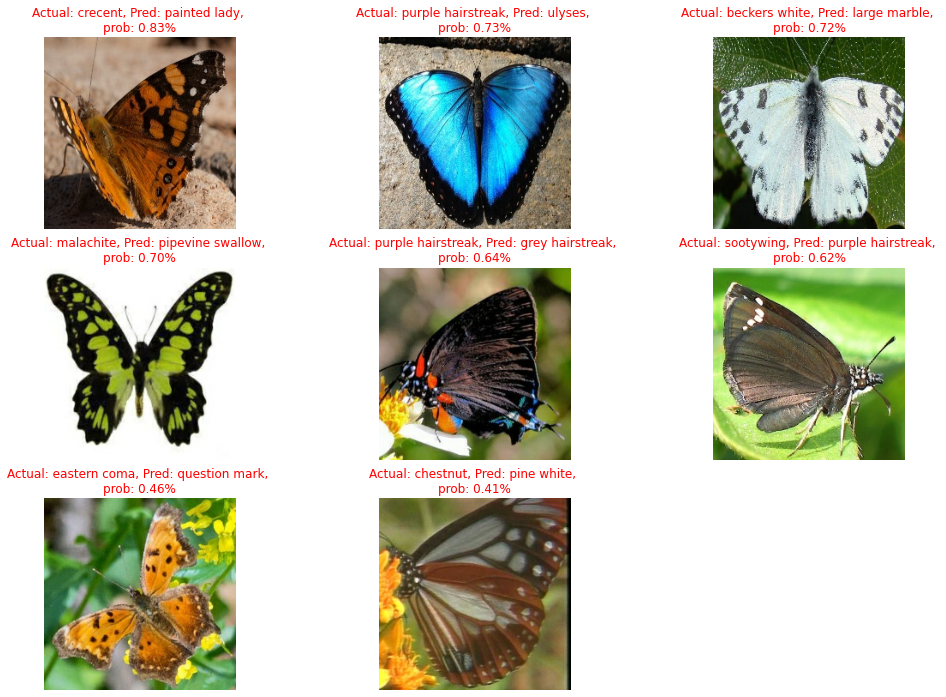 Actual: crecent, Pred: painted lady,
prob: 0.83%
Actual: purple hairstreak, Pred: ulyses,
prob: 0.73%
Actual: beckers white, Pred: large marble,
prob: 0.72%
Actual: malachite, Pred: pipevine swallow,
prob: 0.70%
Actual: purple hairstreak, Pred: grey hairstreak,
prob: 0.64%
Actual: sootywing, Pred: purple hairstreak,
prob: 0.62%
Actual: eastern coma, Pred: question mark,
prob: 0.46%
Actual: chestnut, Pred: pine white,
prob: 0.41%